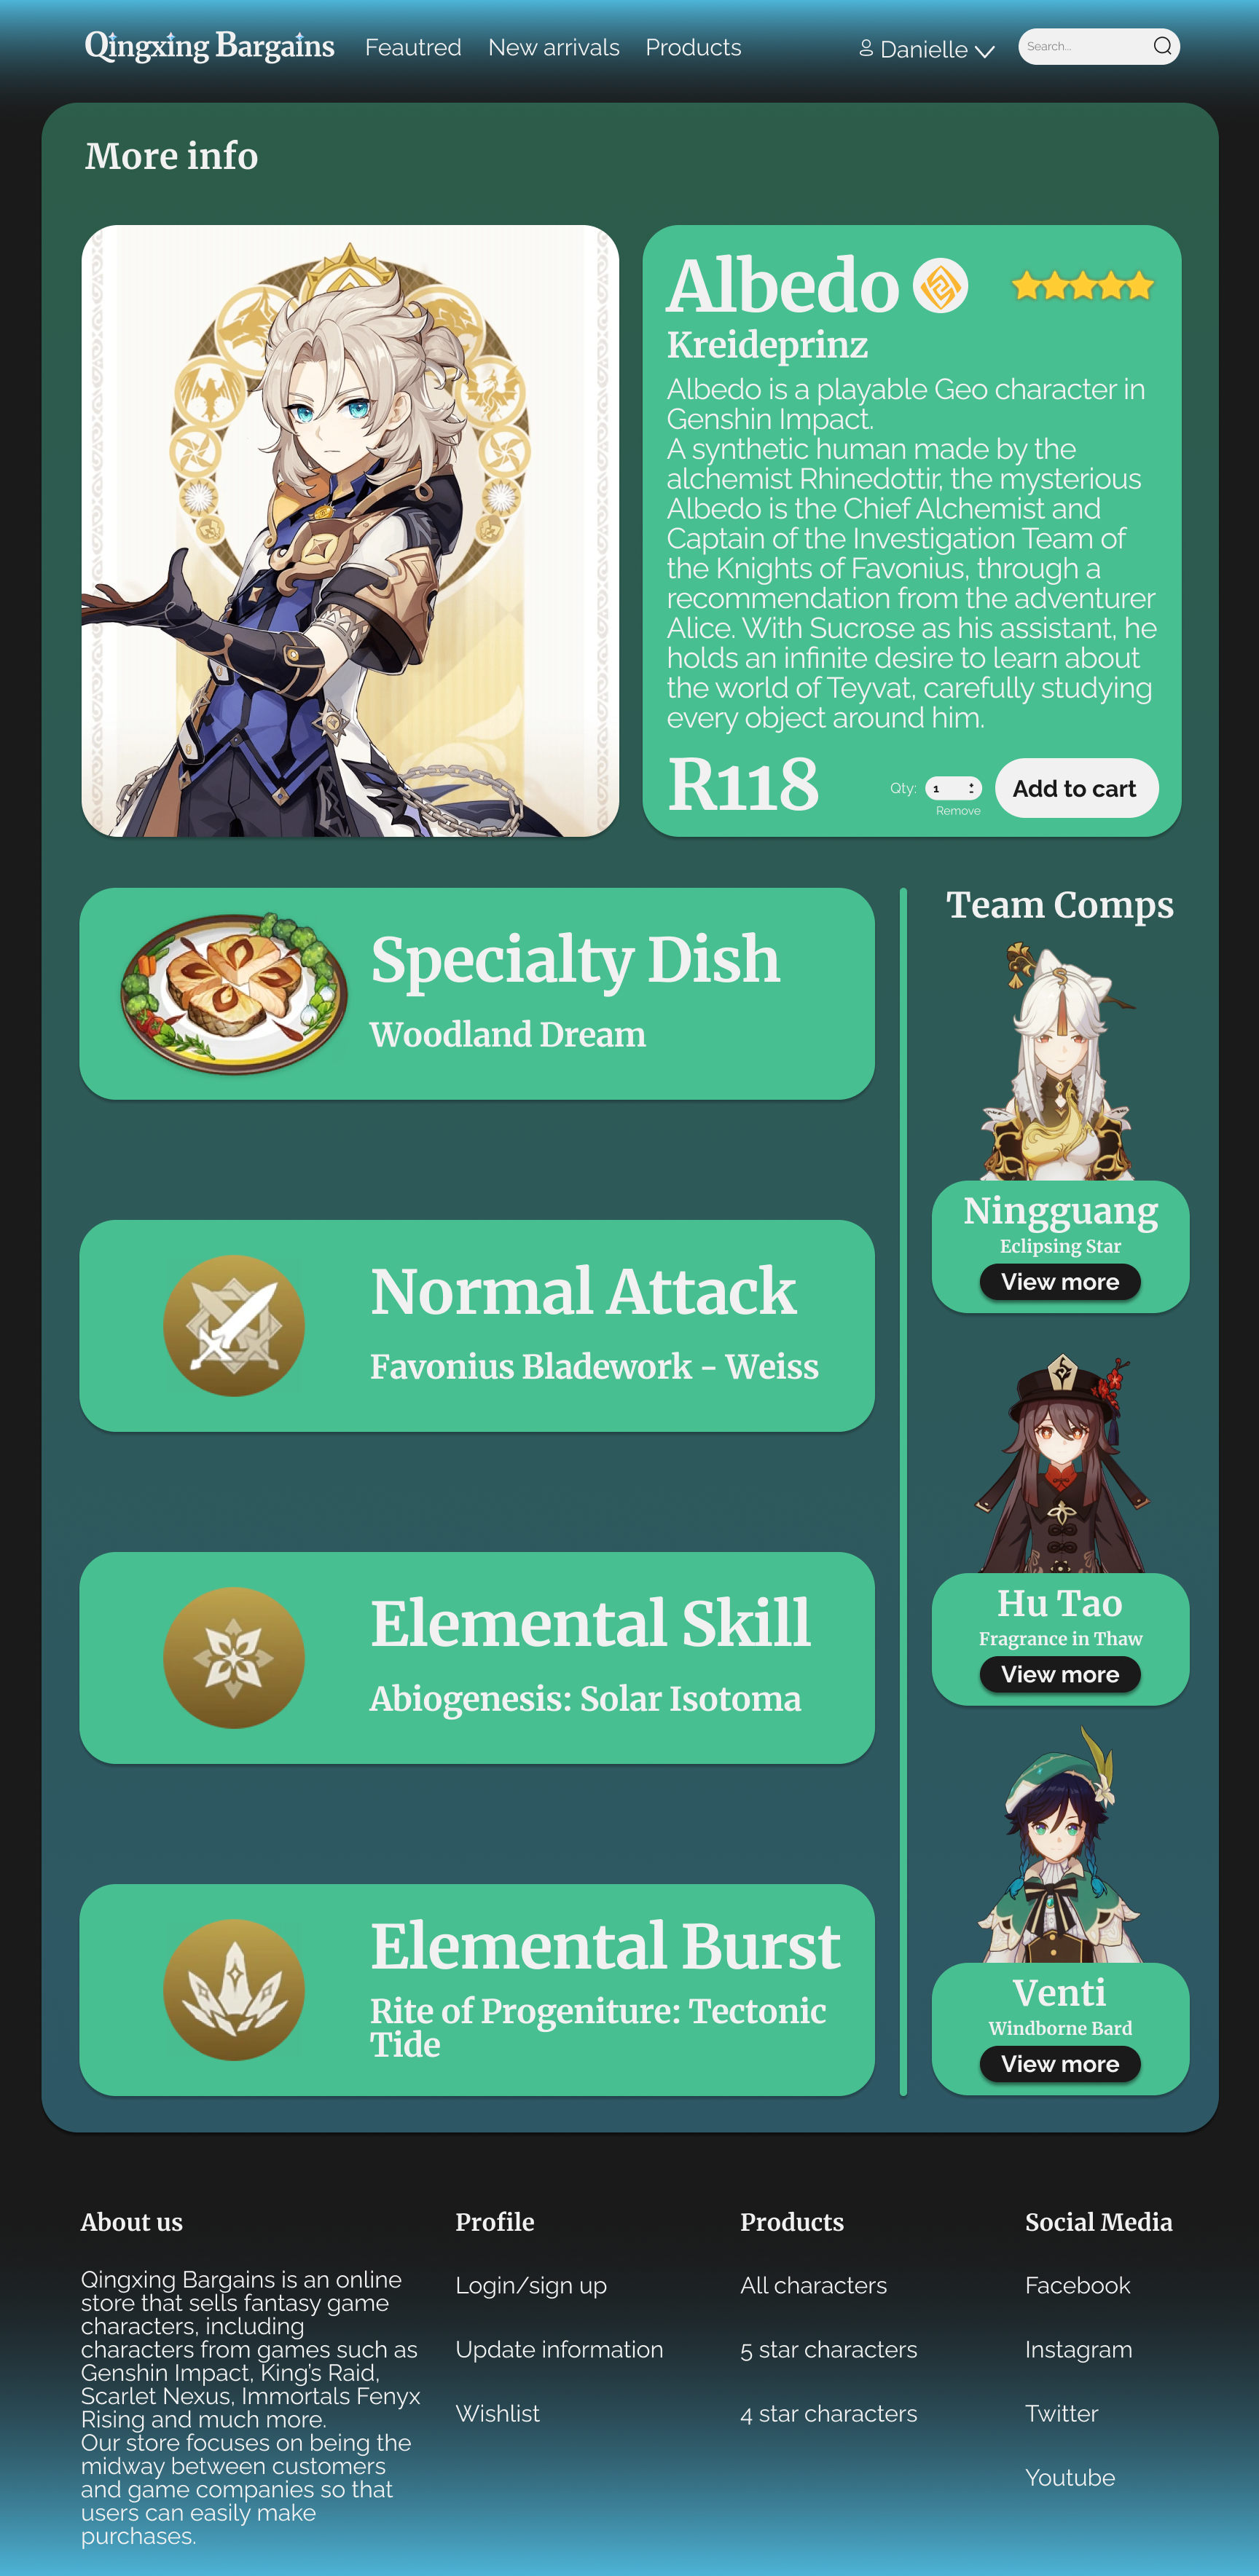 Qingxing Bargains
Feautred
New arrivals
Products
Danielle
Search...
More info
Albedo
Kreideprinz
Albedo is a playable Geo character in
Genshin Impact.
A synthetic human made by the
alchemist Rhinedottir, the mysterious
Albedo is the Chief Alchemist and
Captain of the Investigation Team of
the Knights of Favonius, through a
recommendation from the adventurer
Alice. With Sucrose as his assistant, he
holds an infinite desire to learn about
the world of Teyvat, carefully studying
every object around him.
R118
Qty: 1 + -
Remove
Add to cart
Specialty Dish
Woodland Dream
Normal Attack
Favonius Bladework - Weiss
Elemental Skill
Abiogenesis: Solar Isotoma
Elemental Burst
Rite of Progeniture: Tectonic
Tide
Team Comps
Ningguang
Eclipsing Star
View more
Hu Tao
Fragrance in Thaw
View more
Venti
Windborne Bard
View more
About us
Qingxing Bargains is an online
store that sells fantasy game
characters, including
characters from games such as
Genshin Impact, King's Raid,
Scarlet Nexus, Immortals Fenyx
Rising and much more.
Our store focuses on being the
midway between customers
and game companies so that
users can easily make
purchases.
Profile
Login/sign up
Update information
Wishlist
Products
All characters
5 star characters
4 star characters
Social Media
Facebook
Instagram
Twitter
Youtube